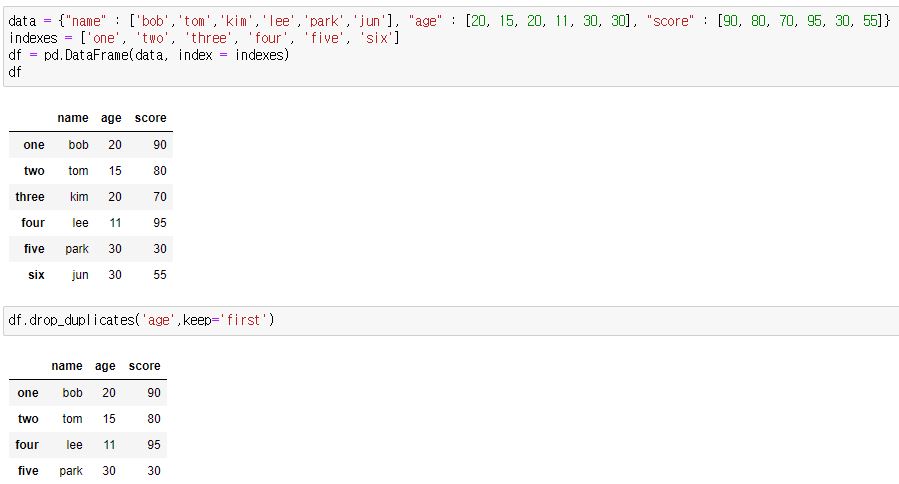 data = {"name" : ['bob','tom','kim','lee','park','jun'], "age" : [20, 15, 20, 11, 30, 30], "score" : [90, 80, 70, 95, 30, 55]}
indexes = ['one', 'two', 'three', 'four', 'five', 'six']
df = pd.DataFrame(data, index = indexes)
df
name age score
one bob 20 90
two tom 15 80
three kim 20 70
four lee 11 95
five park 30 30
six jun 30 55
df.drop_duplicates('age',keep='first')
name age score
one bob 20 90
two tom 15 80
four lee 11 95
five park 30 30